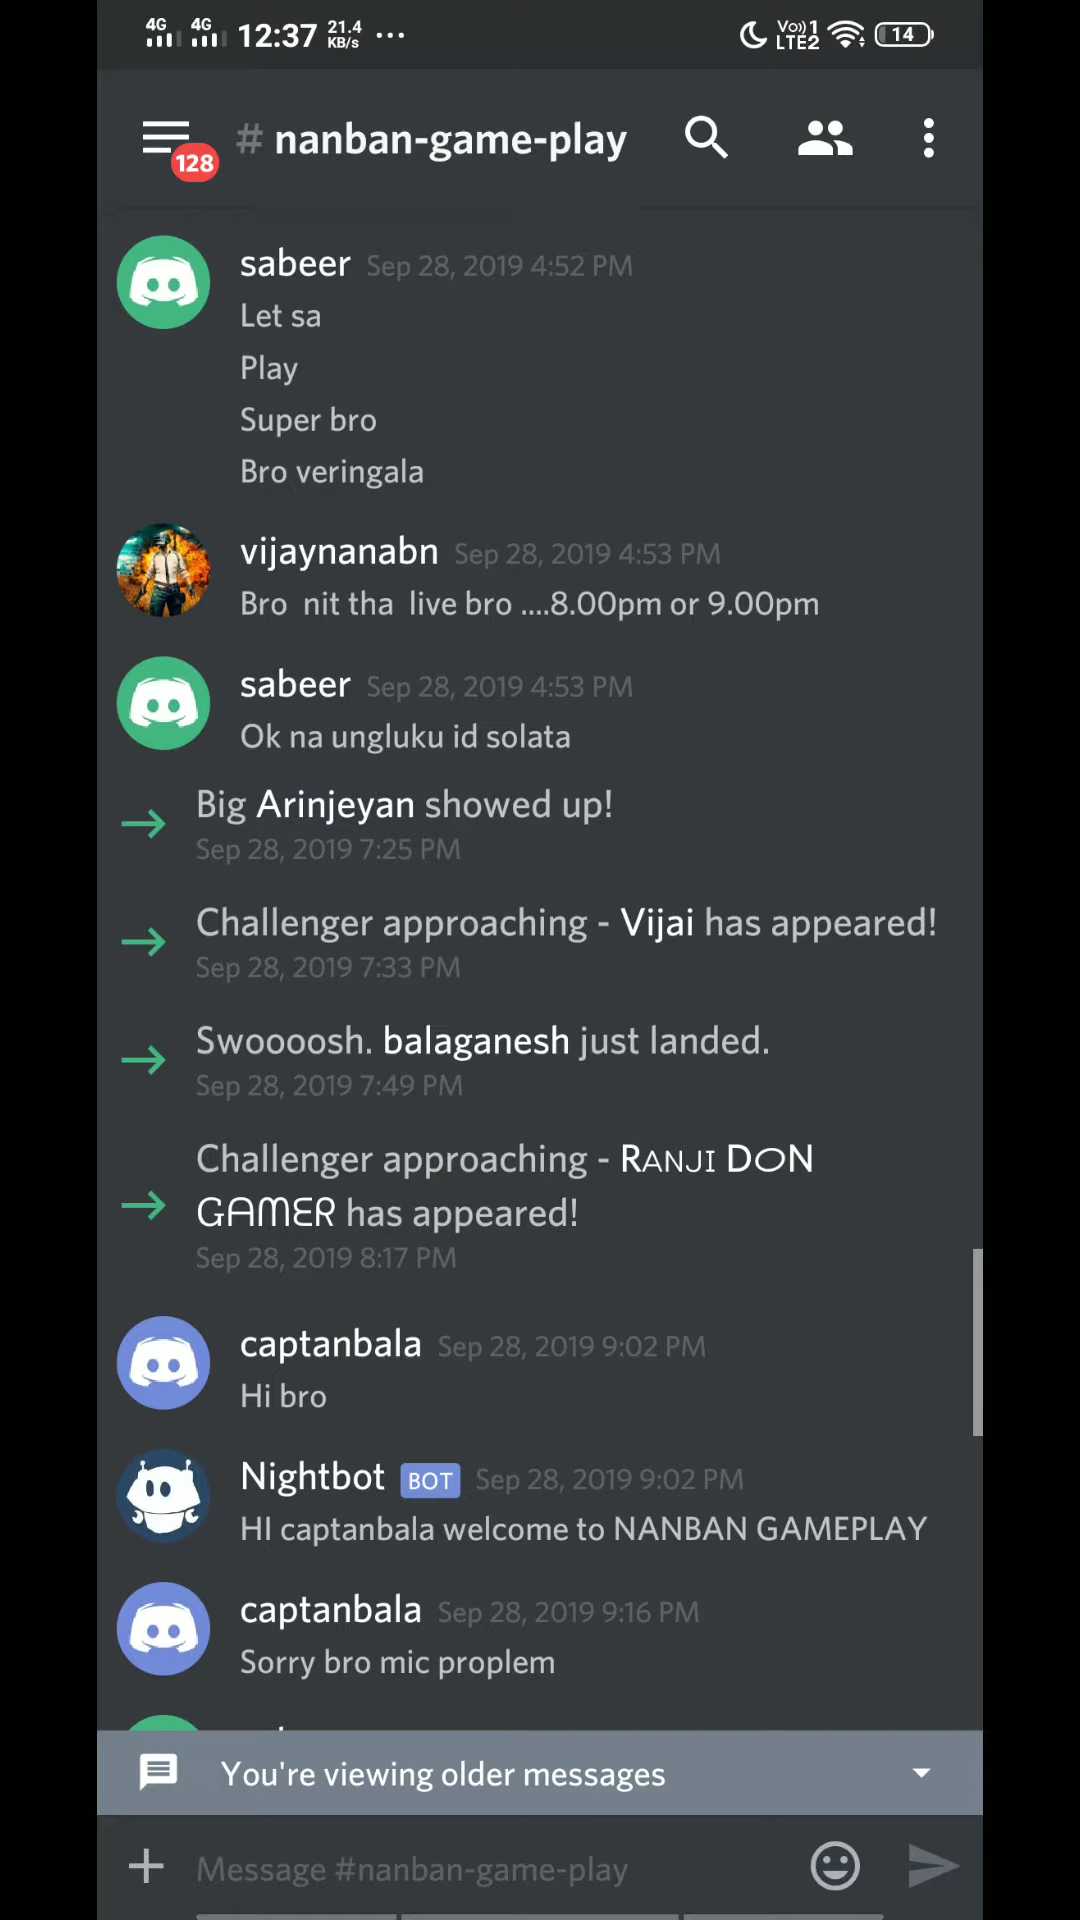 4G 4G 12:37 21.4 KB/s ... Vo))1 LTE2 14
128 # nanban-game-play
sabeer Sep 28, 2019 4:52 PM
Let sa
Play
Super bro
Bro veringala
vijaynanabn Sep 28, 2019 4:53 PM
Bro nit tha live bro ....8.00pm or 9.00pm
sabeer Sep 28, 2019 4:53 PM
Ok na ungluku id solata
Big Arinjeyan showed up!
Sep 28, 2019 7:25 PM
Challenger approaching - Vijai has appeared!
Sep 28, 2019 7:33 PM
Swoooosh. balaganesh just landed.
Sep 28, 2019 7:49 PM
Challenger approaching - RANJI DON
GAMER has appeared!
Sep 28, 2019 8:17 PM
captanbala Sep 28, 2019 9:02 PM
Hi bro
Nightbot BOT Sep 28, 2019 9:02 PM
HI captanbala welcome to NANBAN GAMEPLAY
captanbala Sep 28, 2019 9:16 PM
Sorry bro mic proplem
You're viewing older messages
Message #nanban-game-play